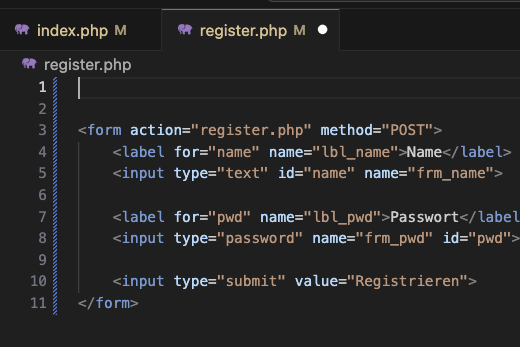 index.php M register.php M
register.php
1
2
3 <form action="register.php" method="POST">
4 <label for="name" name="lbl_name">Name</label>
5 <input type="text" id="name" name="frm_name">
6
7 <label for="pwd" name="lbl_pwd">Passwort</label
8 <input type="password" name="frm_pwd" id="pwd">
9
10 <input type="submit" value="Registrieren">
11 </form>